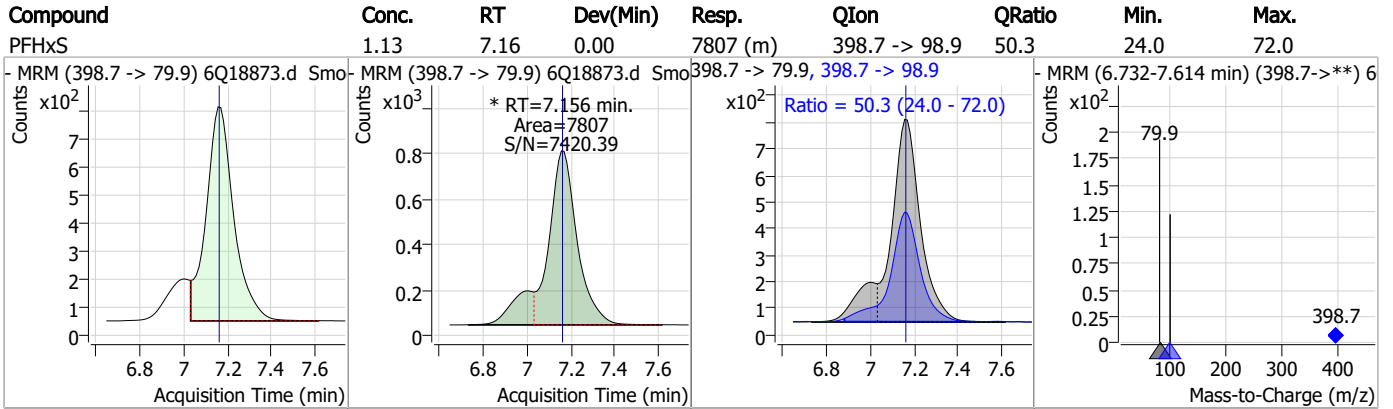 Compound Conc. RT Dev(Min) Resp. QIon QRatio Min. Max.
PFHxS 1.13 7.16 0.00 7807 (m) 398.7 -> 98.9 50.3 24.0 72.0
- MRM (398.7 -> 79.9) 6Q18873.d Smo
Counts
x102
7
6
5
4
3
2
1
0
6.8 7 7.2 7.4 7.6
Acquisition Time (min)
- MRM (398.7 -> 79.9) 6Q18873.d Smo
Counts
x103
* RT=7.156 min.
Area=7807
S/N=7420.39
0.8
0.6
0.4
0.2
0
6.8 7 7.2 7.4 7.6
Acquisition Time (min)
398.7 -> 79.9, 398.7 -> 98.9
Counts
x102
Ratio = 50.3 (24.0 - 72.0)
7
6
5
4
3
2
1
0
6.8 7 7.2 7.4 7.6
Acquisition Time (min)
- MRM (6.732-7.614 min) (398.7->**) 6
Counts
x102
79.9
2
1.75
1.5
1.25
1
0.75
0.5
0.25
0
398.7
100 200 300 400
Mass-to-Charge (m/z)